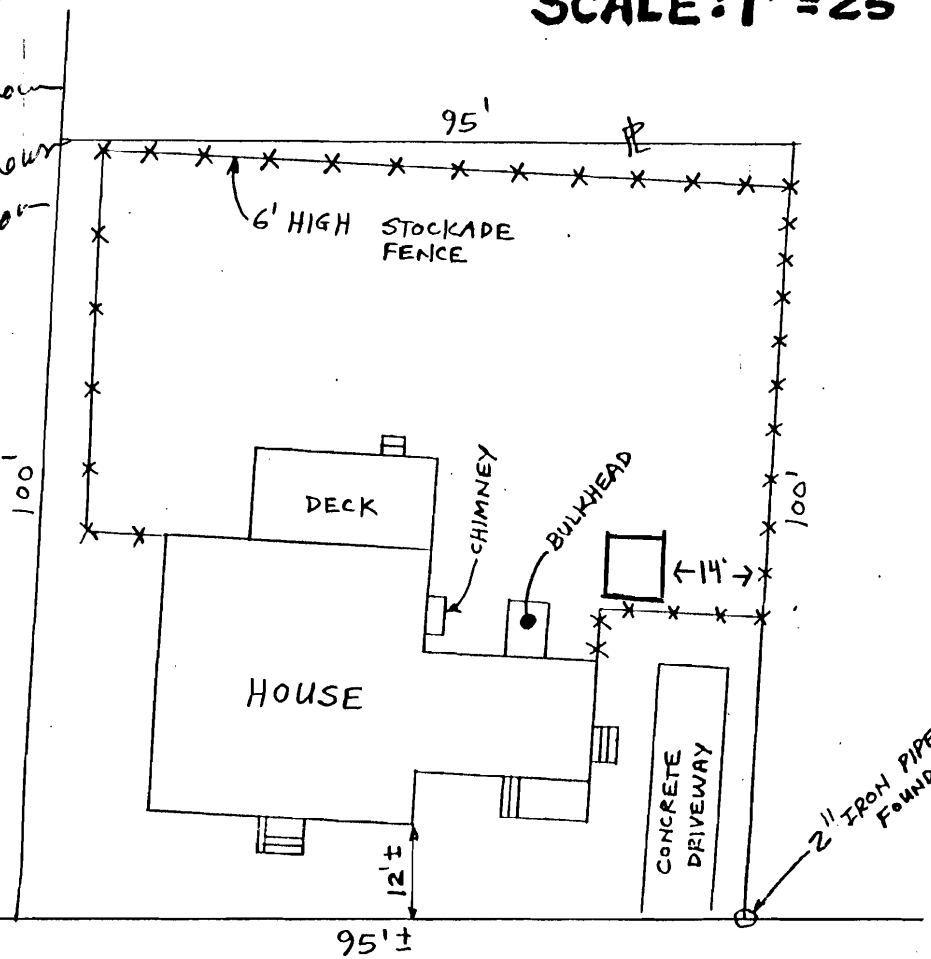 SCALE: 1" = 25'
95'
PL
6' HIGH STOCKADE
FENCE
100'
DECK
CHIMNEY
BULKHEAD
100'
←14'→
HOUSE
CONCRETE
DRIVEWAY
2" IRON PIPE
FOUND
12'±
95'±